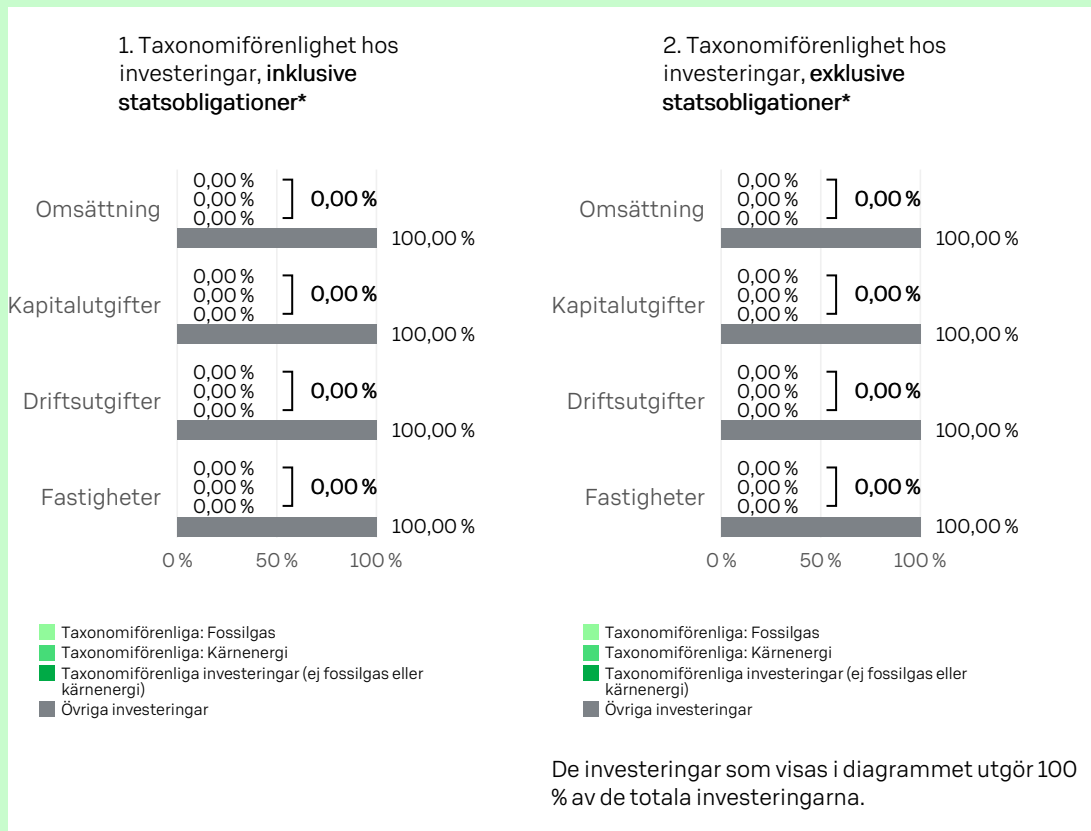 1. Taxonomiförenlighet hos
investeringar, inklusive
statsobligationer*
0,00 %
0,00 %
0,00 %
Omsättning
0,00 %
100,00 %
0,00 %
0,00 %
0,00 %
Kapitalutgifter
0,00 %
100,00 %
0,00 %
0,00 %
0,00 %
Driftsutgifter
0,00 %
100,00 %
0,00 %
0,00 %
0,00 %
Fastigheter
0,00 %
100,00 %
0 % 50 % 100 %
Taxonomiförenliga: Fossilgas
Taxonomiförenliga: Kärnenergi
Taxonomiförenliga investeringar (ej fossilgas eller
kärnenergi)
Övriga investeringar
2. Taxonomiförenlighet hos
investeringar, exklusive
statsobligationer*
0,00 %
0,00 %
0,00 %
Omsättning
0,00 %
100,00 %
0,00 %
0,00 %
0,00 %
Kapitalutgifter
0,00 %
100,00 %
0,00 %
0,00 %
0,00 %
Driftsutgifter
0,00 %
100,00 %
0,00 %
0,00 %
0,00 %
Fastigheter
0,00 %
100,00 %
0 % 50 % 100 %
Taxonomiförenliga: Fossilgas
Taxonomiförenliga: Kärnenergi
Taxonomiförenliga investeringar (ej fossilgas eller
kärnenergi)
Övriga investeringar
De investeringar som visas i diagrammet utgör 100
% av de totala investeringarna.